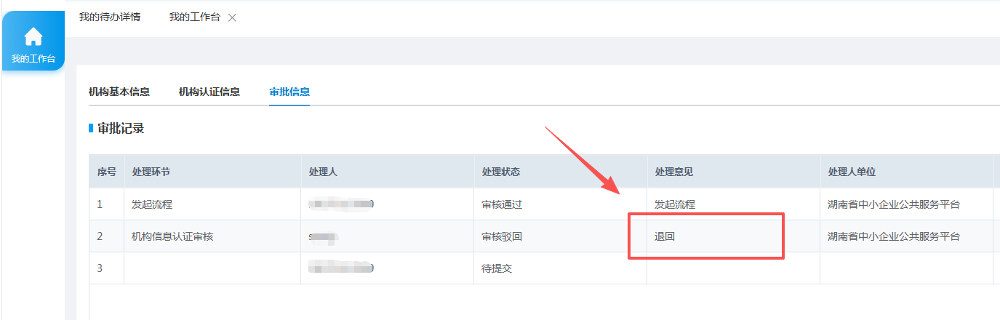 我的待办详情 我的工作台
我的工作台
机构基本信息 机构认证信息 审批信息
审批记录
序号 处理环节 处理人 处理状态 处理意见 处理人单位
1 发起流程 审核通过 发起流程 湖南省中小企业公共服务平台
2 机构信息认证审核 审核驳回 退回 湖南省中小企业公共服务平台
3 待提交